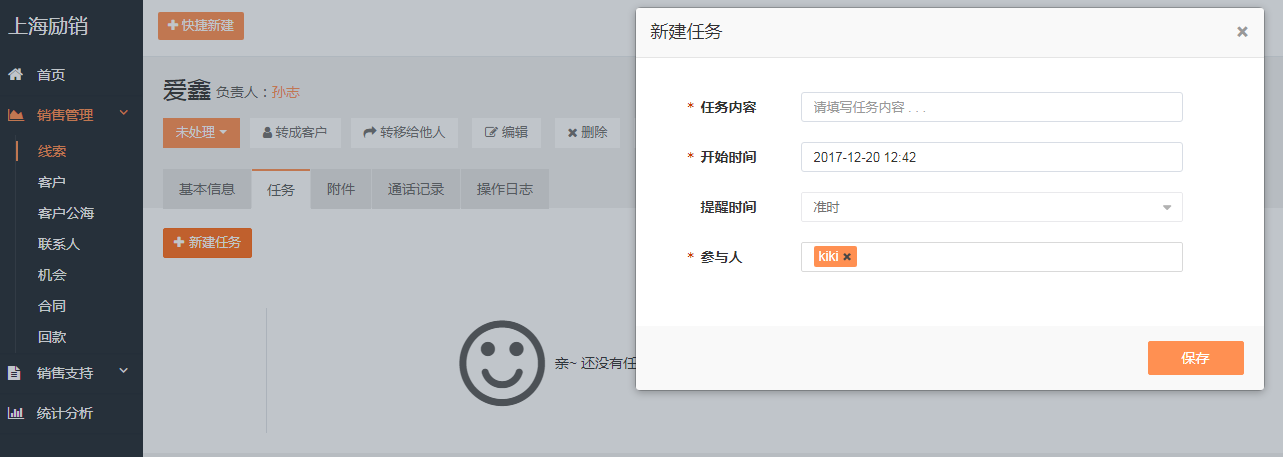 上海励销
首页
销售管理
线索
客户
客户公海
联系人
机会
合同
回款
销售支持
统计分析
快捷新建
爱鑫 负责人：孙志
未处理 转成客户 转移给他人 编辑 删除
基本信息 任务 附件 通话记录 操作日志
新建任务
亲~ 还没有任
新建任务
* 任务内容 请填写任务内容 . . .
* 开始时间 2017-12-20 12:42
提醒时间 准时
* 参与人 kiki
保存